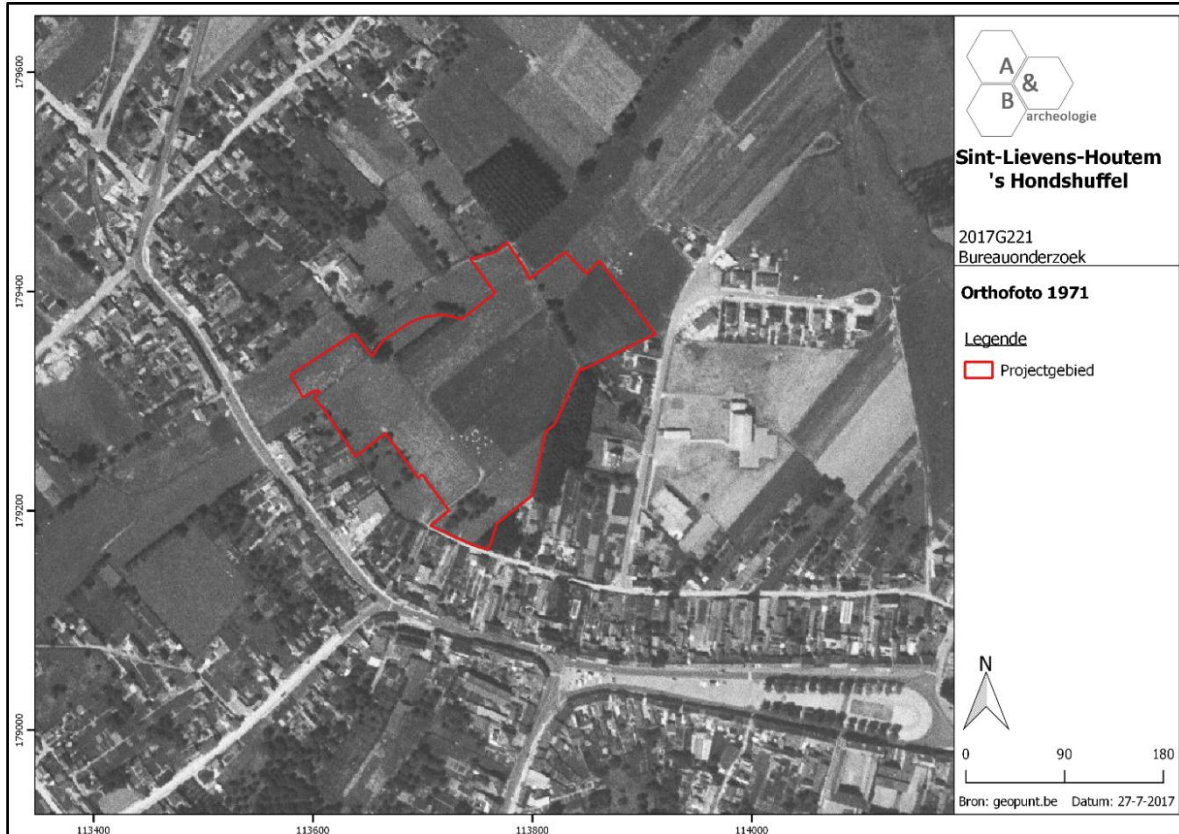 A
&
B
archeologie
Sint-Lievens-Houtem
's Hondshuffel
2017G221
Bureauonderzoek
Orthofoto 1971
Legende
Projectgebied
N
0 90 180
Bron: geopunt.be Datum: 27-7-2017
179600
179400
179200
179000
113400 113600 113800 114000